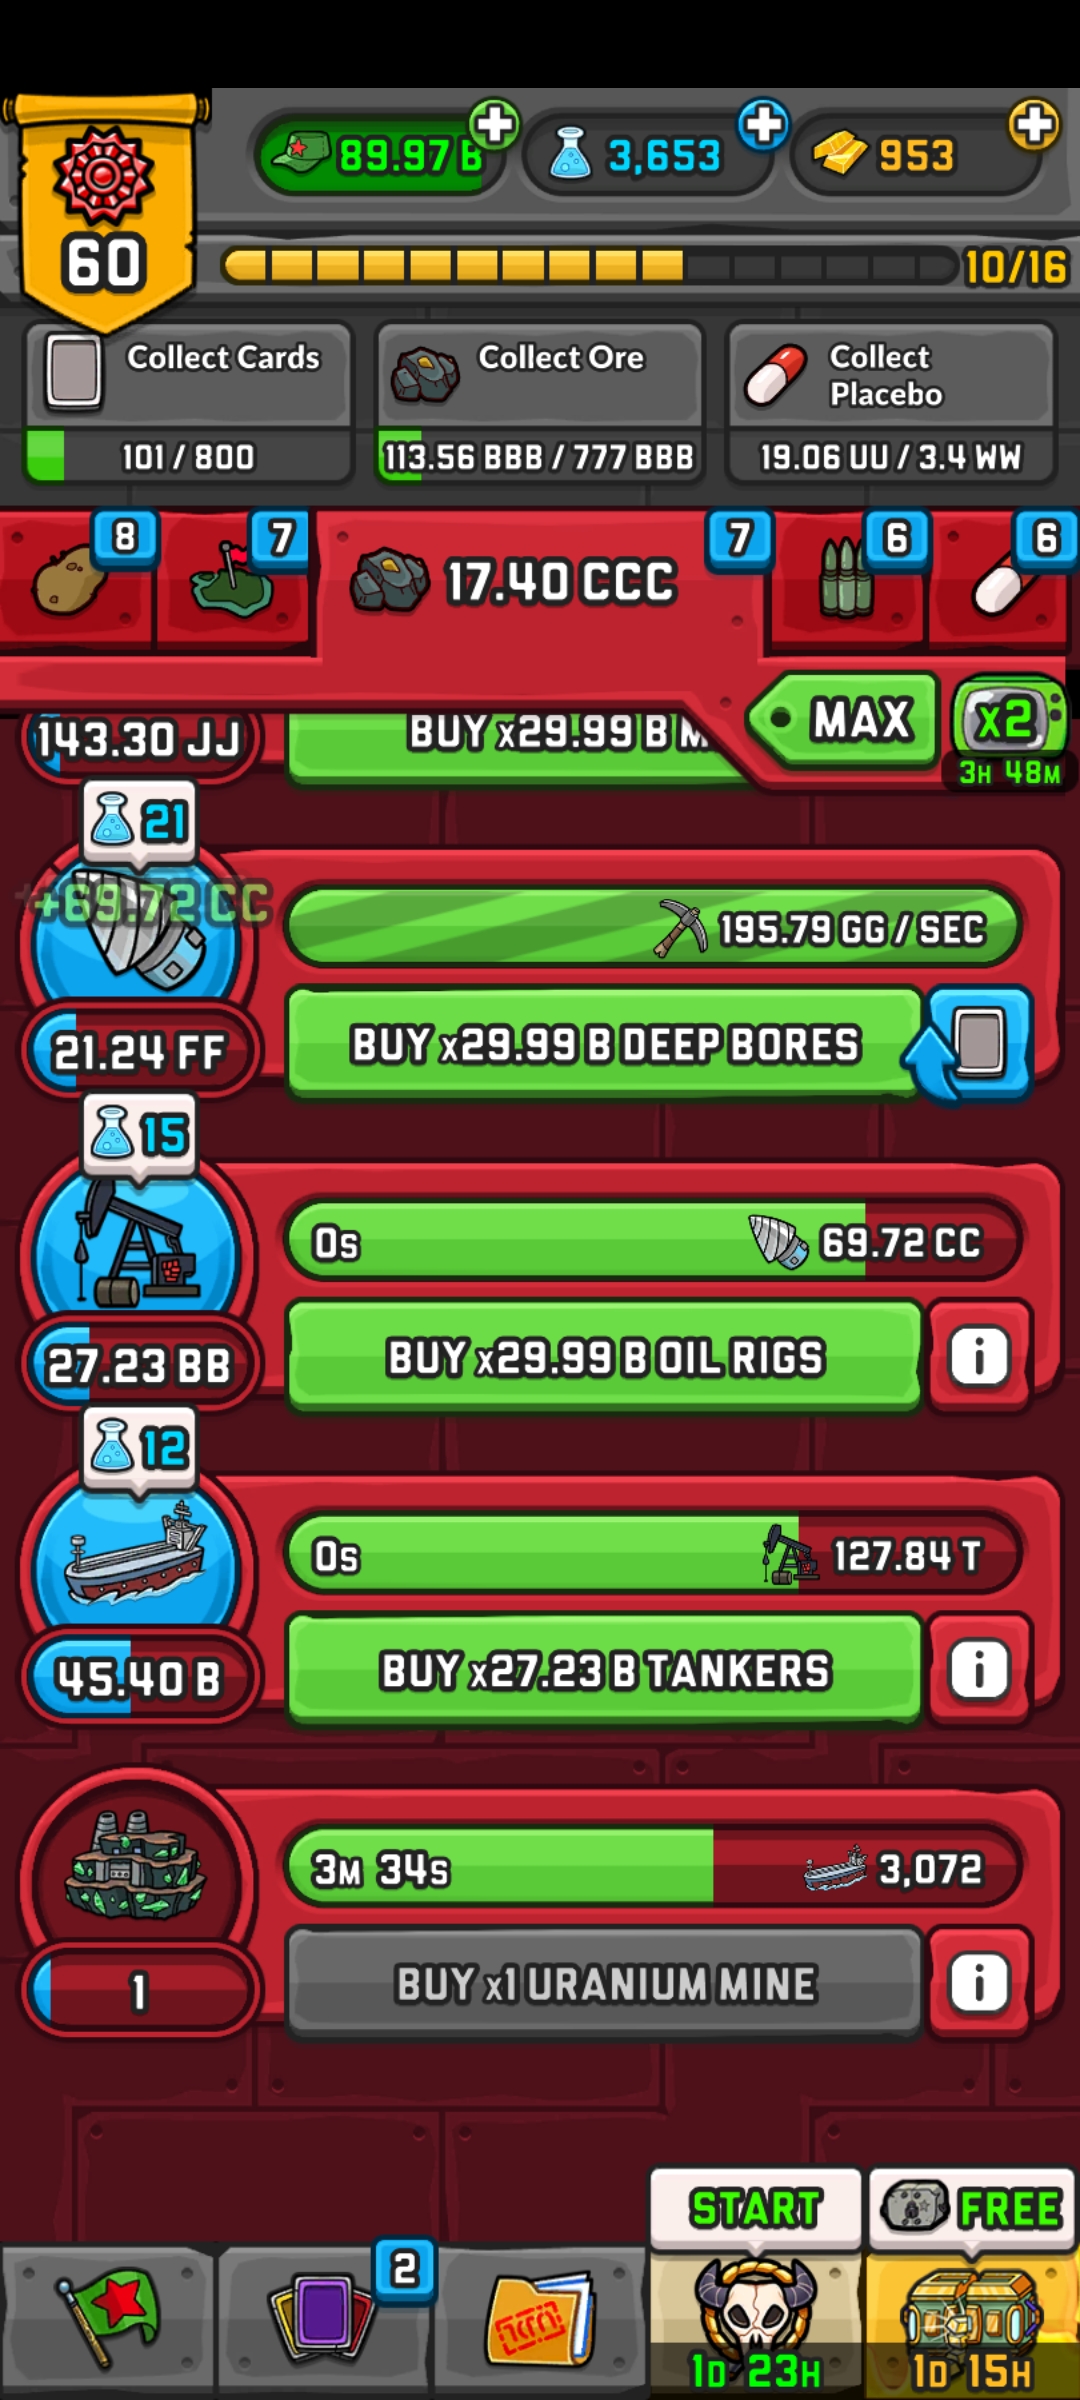 60
89.97 B
3,653
953
10/16
Collect Cards
101 / 800
Collect Ore
113.56 BBB / 777 BBB
Collect
Placebo
19.06 UU / 3.4 WW
8
7
17.40 CCC
7
6
6
MAX
x2
3H 48M
143.30 JJ
BUY x29.99 B M
21
+69.72 CC
195.79 GG / SEC
21.24 FF
BUY x29.99 B DEEP BORES
15
0s
69.72 CC
27.23 BB
BUY x29.99 B OIL RIGS
i
12
0s
127.84 T
45.40 B
BUY x27.23 B TANKERS
i
3M 34s
3,072
1
BUY x1 URANIUM MINE
i
START
FREE
2
1D 23H
1D 15H